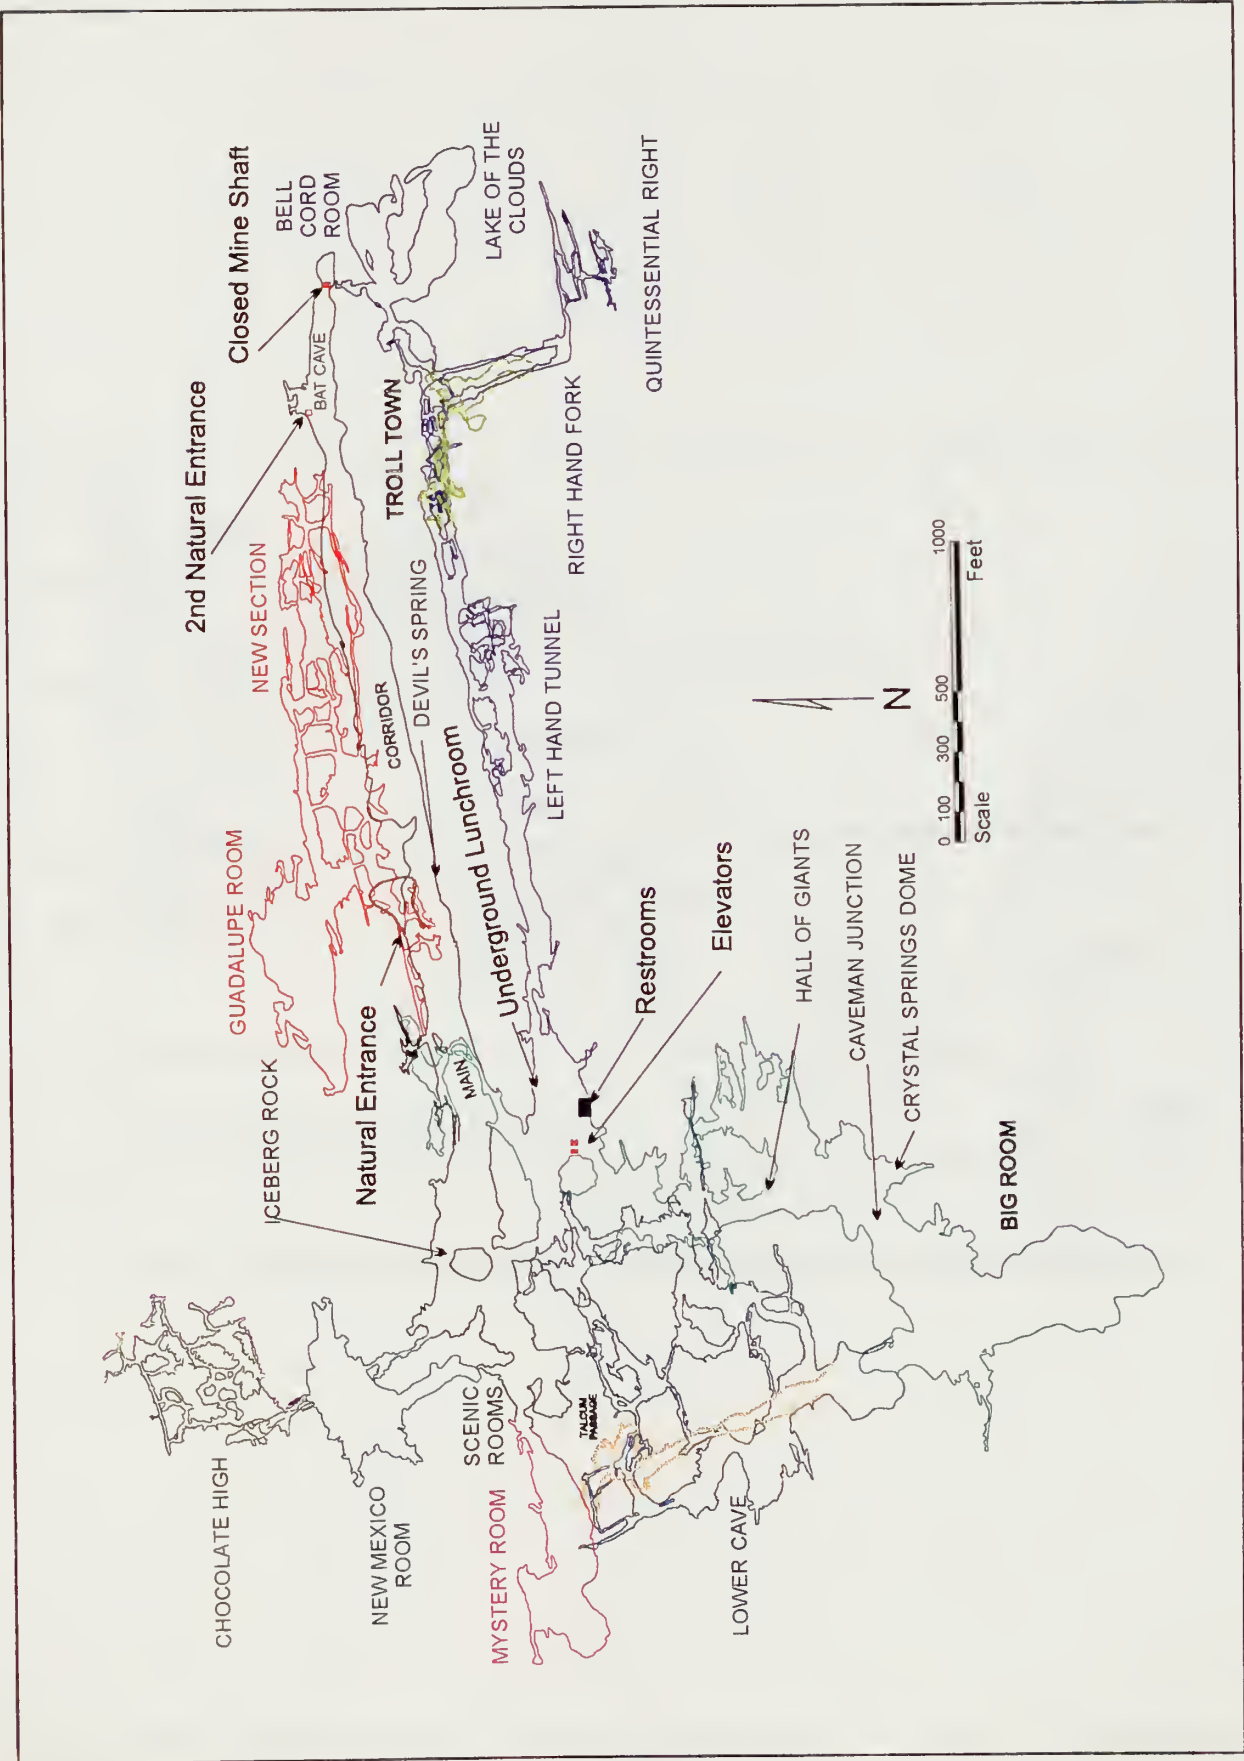 CHOCOLATE HIGH
NEW MEXICO
ROOM
SCENIC
ROOMS
MYSTERY ROOM
TALCUM
PASSAGE
LOWER CAVE
ICEBERG ROCK
GUADALUPE ROOM
Natural Entrance
MAIN
CORRIDOR
NEW SECTION
2nd Natural Entrance
Closed Mine Shaft
BAT CAVE
BELL
CORD
ROOM
LAKE OF THE
CLOUDS
TROLL TOWN
DEVIL'S SPRING
Underground Lunchroom
LEFT HAND TUNNEL
RIGHT HAND FORK
QUINTESSENTIAL RIGHT
Restrooms
Elevators
HALL OF GIANTS
CAVEMAN JUNCTION
CRYSTAL SPRINGS DOME
BIG ROOM
N
0 100 300 500 1000
Scale Feet